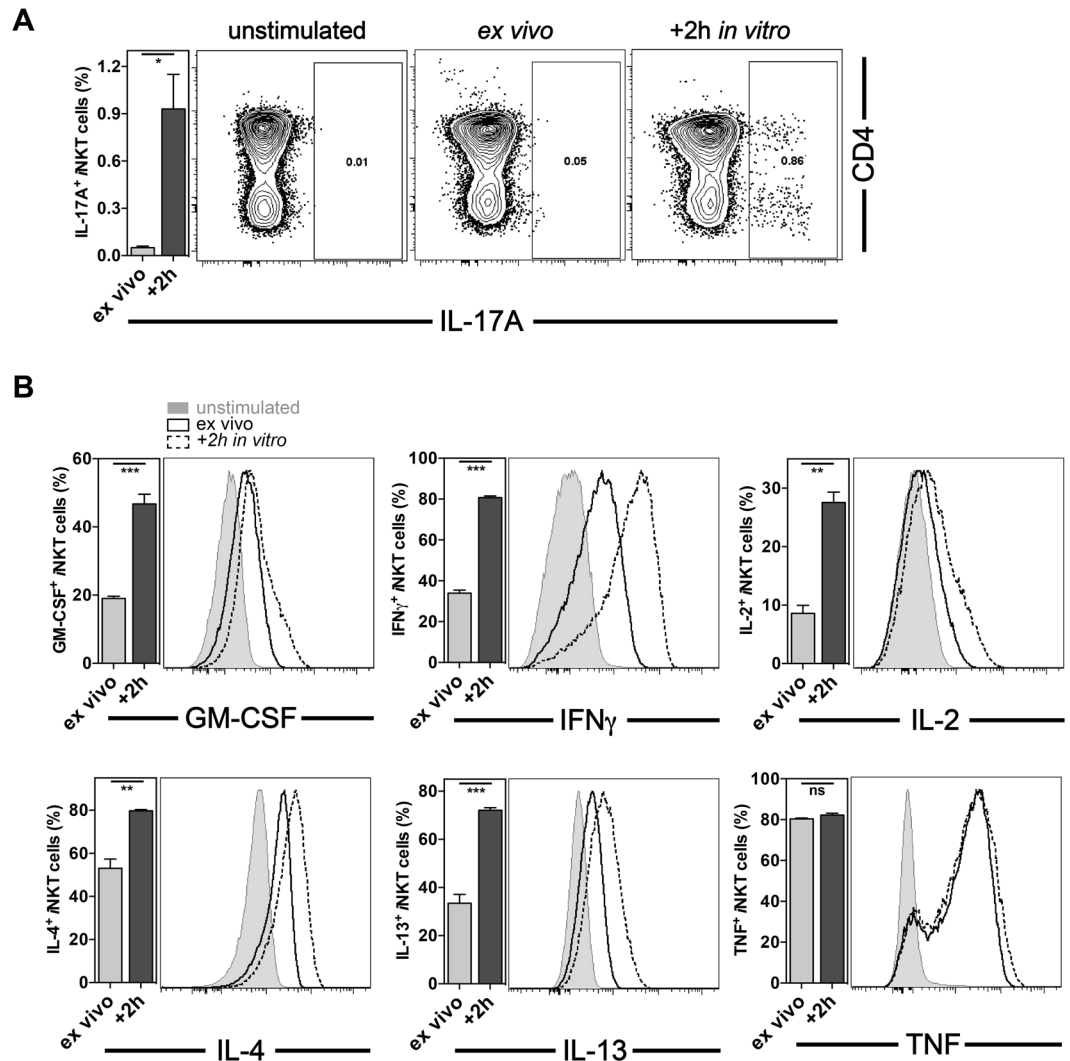 A
unstimulated
ex vivo
+2h in vitro
IL-17A⁺ iNKT cells (%)
1.2
0.9
0.6
0.3
0.0
*
0.01
0.05
0.86
CD4
ex vivo
+2h
IL-17A
B
unstimulated
ex vivo
+2h in vitro
GM-CSF⁺ iNKT cells (%)
60
40
20
0
***
ex vivo
+2h
GM-CSF
IFNγ⁺ iNKT cells (%)
100
80
60
40
20
0
***
ex vivo
+2h
IFNγ
IL-2⁺ iNKT cells (%)
30
20
10
0
**
ex vivo
+2h
IL-2
IL-4⁺ iNKT cells (%)
80
60
40
20
0
**
ex vivo
+2h
IL-4
IL-13⁺ iNKT cells (%)
80
60
40
20
0
***
ex vivo
+2h
IL-13
TNF⁺ iNKT cells (%)
100
80
60
40
20
0
ns
ex vivo
+2h
TNF